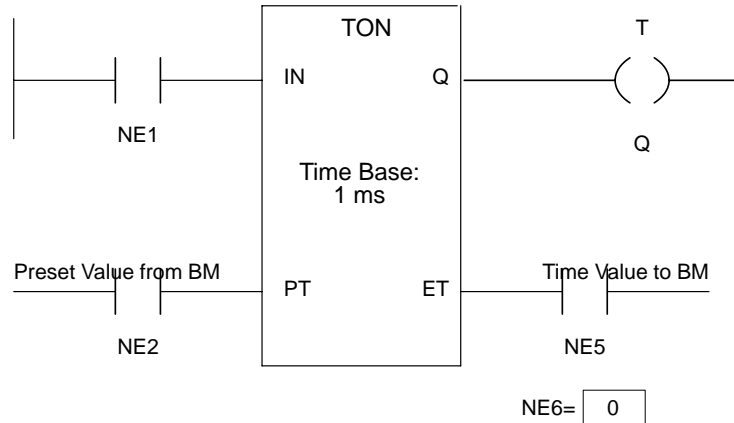 TON
T
IN
Q
NE1
Q
Time Base:
1 ms
Preset Value from BM
Time Value to BM
PT
ET
NE2
NE5
NE6= 0